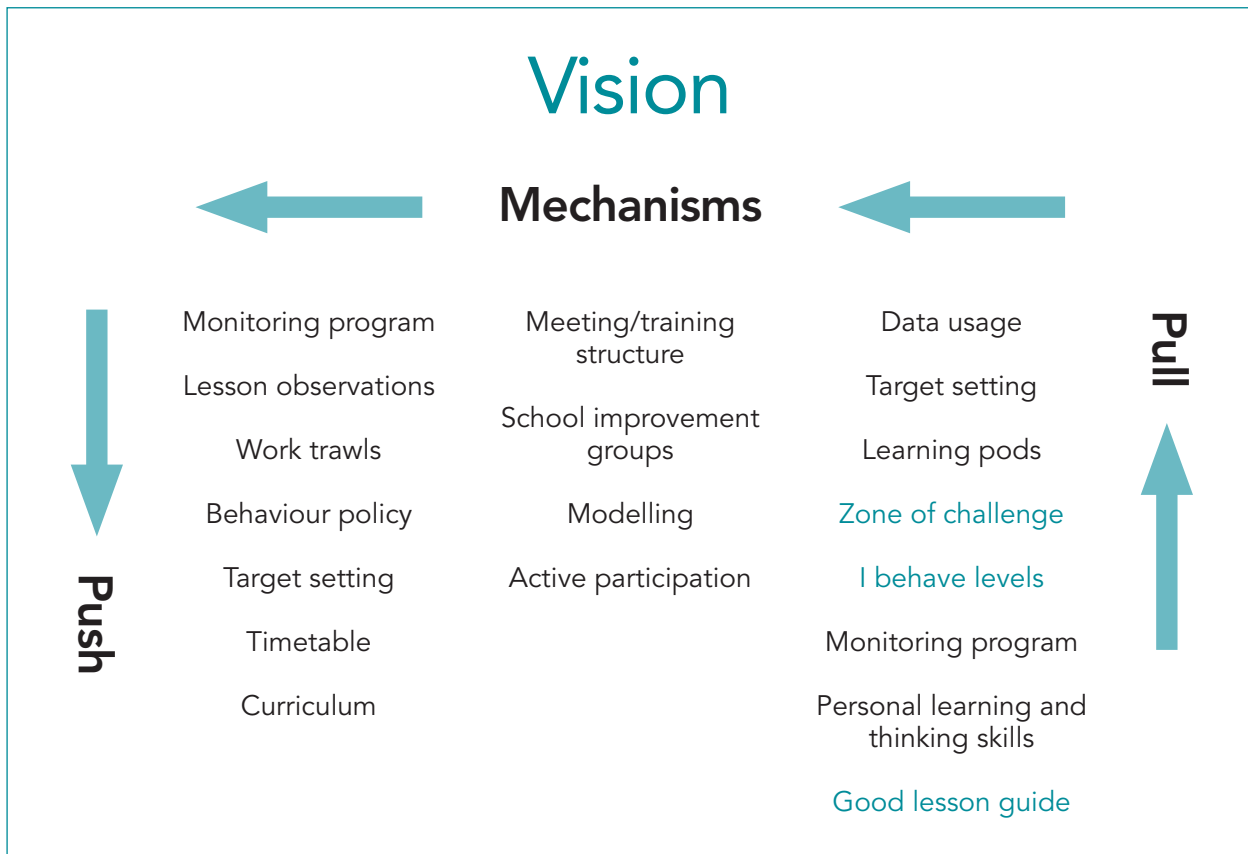 Vision
Mechanisms
Push
Monitoring program
Lesson observations
Work trawls
Behaviour policy
Target setting
Timetable
Curriculum
Meeting/training
structure
School improvement
groups
Modelling
Active participation
Data usage
Target setting
Learning pods
Zone of challenge
I behave levels
Monitoring program
Personal learning and
thinking skills
Good lesson guide
Pull